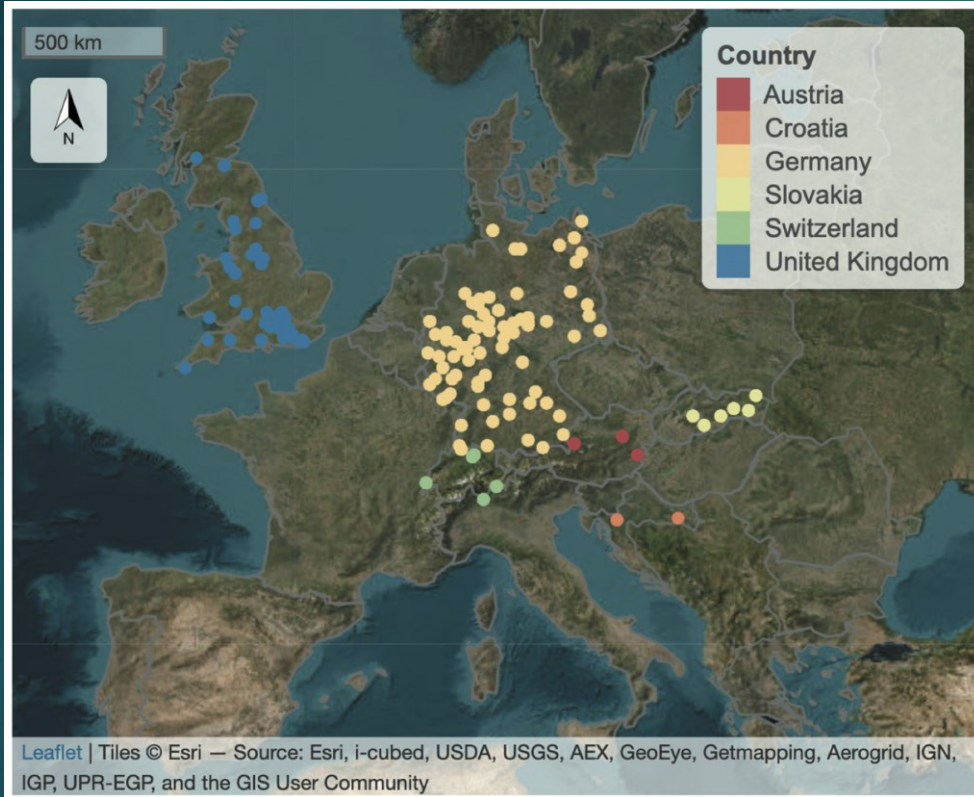 500 km
N
Country
Austria
Croatia
Germany
Slovakia
Switzerland
United Kingdom
Leaflet | Tiles © Esri — Source: Esri, i-cubed, USDA, USGS, AEX, GeoEye, Getmapping, Aerogrid, IGN,
IGP, UPR-EGP, and the GIS User Community